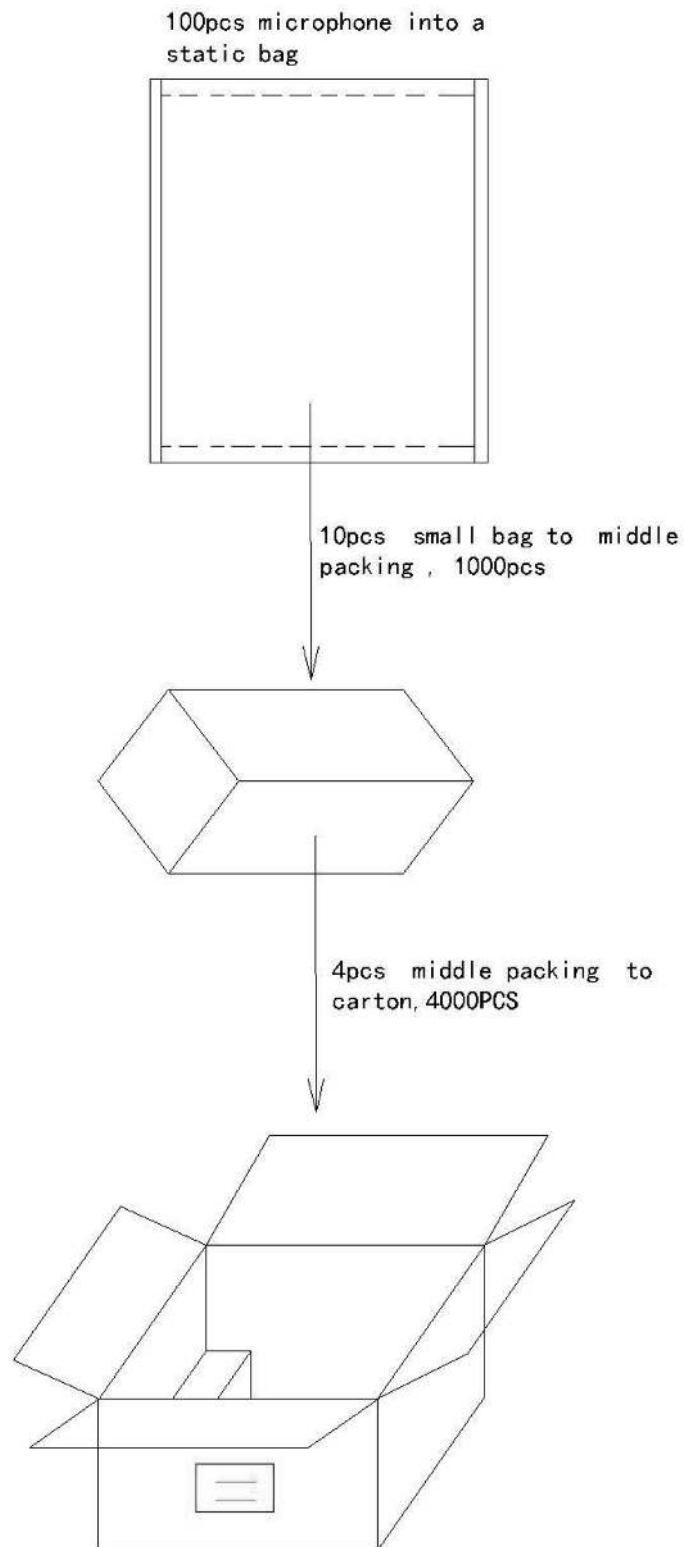 100pcs microphone into a
static bag
10pcs small bag to middle
packing , 1000pcs
4pcs middle packing to
carton,4000PCS